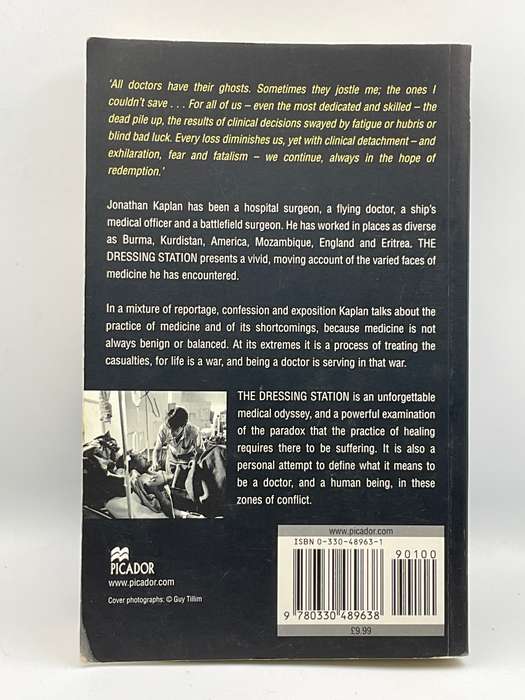 ‘All doctors have their ghosts. Sometimes they jostle me; the ones I
couldn’t save . . . For all of us – even the most dedicated and skilled – the
dead pile up, the results of clinical decisions swayed by fatigue or hubris or
blind bad luck. Every loss diminishes us, yet with clinical detachment – and
exhilaration, fear and fatalism – we continue, always in the hope of
redemption.’
Jonathan Kaplan has been a hospital surgeon, a flying doctor, a ship’s
medical officer and a battlefield surgeon. He has worked in places as diverse
as Burma, Kurdistan, America, Mozambique, England and Eritrea. THE
DRESSING STATION presents a vivid, moving account of the varied faces of
medicine he has encountered.
In a mixture of reportage, confession and exposition Kaplan talks about the
practice of medicine and of its shortcomings, because medicine is not
always benign or balanced. At its extremes it is a process of treating the
casualties, for life is a war, and being a doctor is serving in that war.
THE DRESSING STATION is an unforgettable
medical odyssey, and a powerful examination
of the paradox that the practice of healing
requires there to be suffering. It is also a
personal attempt to define what it means to
be a doctor, and a human being, in these
zones of conflict.
PICADOR
www.picador.com
Cover photographs: © Guy Tillim
www.picador.com
ISBN 0-330-48963-1
90100
9 780330 489638
£9.99